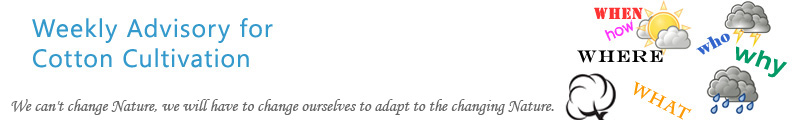 Weekly Advisory for
Cotton Cultivation
We can't change Nature, we will have to change ourselves to adapt to the changing Nature.
WHEN
how
WHERE
who
why
WHAT